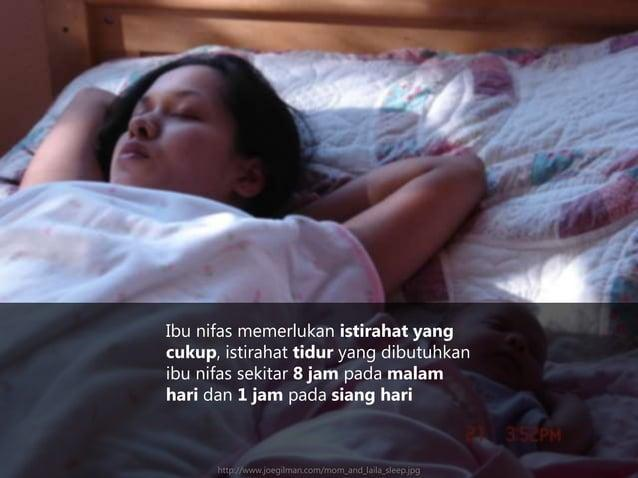 Ibu nifas memerlukan istirahat yang
cukup, istirahat tidur yang dibutuhkan
ibu nifas sekitar 8 jam pada malam
hari dan 1 jam pada siang hari
3:52PM
http://www.joegilman.com/mom_and_laila_sleep.jpg